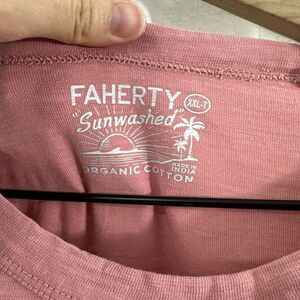 FAHERTY XXL-T
"Sunwashed"
MADE IN
INDIA
ORGANIC COTTON